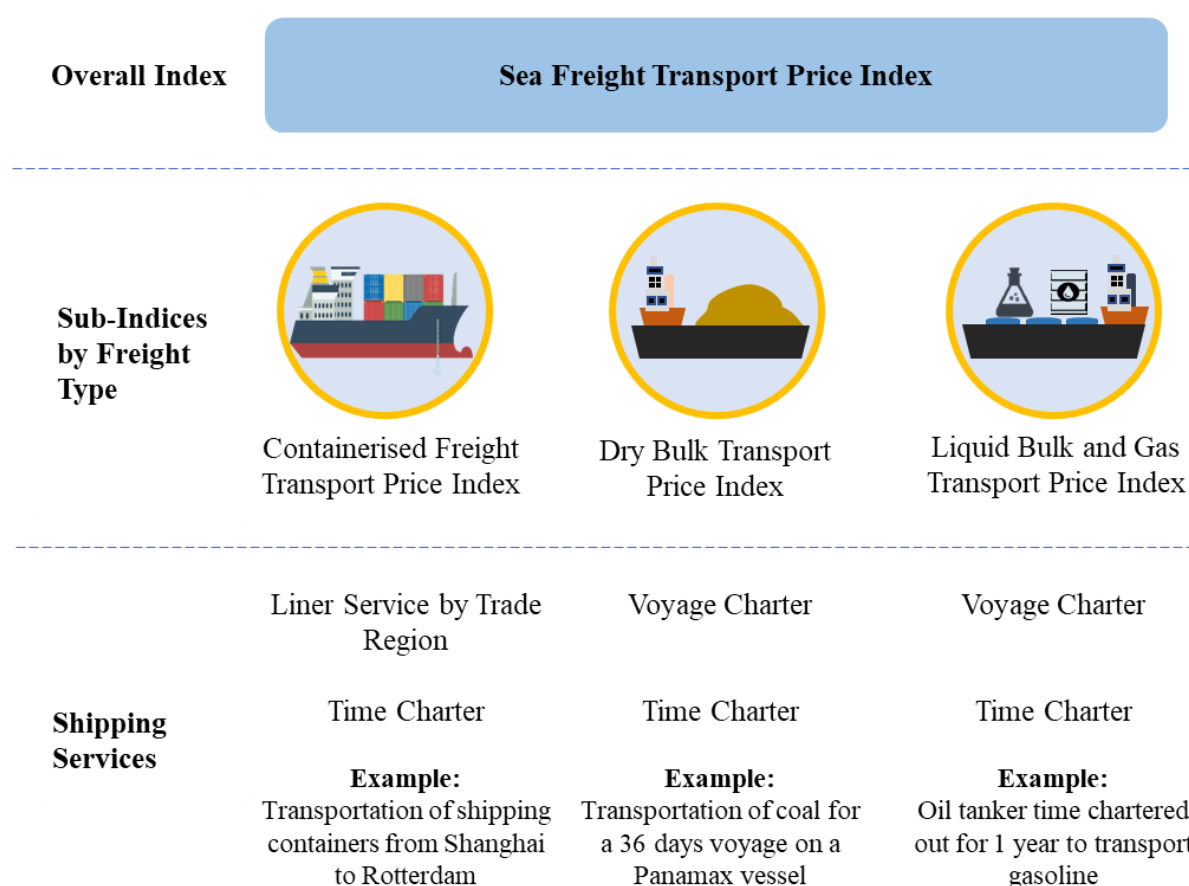 Overall Index
Sea Freight Transport Price Index
Sub-Indices
by Freight
Type
Containerised Freight
Transport Price Index
Dry Bulk Transport
Price Index
Liquid Bulk and Gas
Transport Price Index
Shipping
Services
Liner Service by Trade
Region
Time Charter
Example:
Transportation of shipping
containers from Shanghai
to Rotterdam
Voyage Charter
Time Charter
Example:
Transportation of coal for
a 36 days voyage on a
Panamax vessel
Voyage Charter
Time Charter
Example:
Oil tanker time chartered
out for 1 year to transport
gasoline